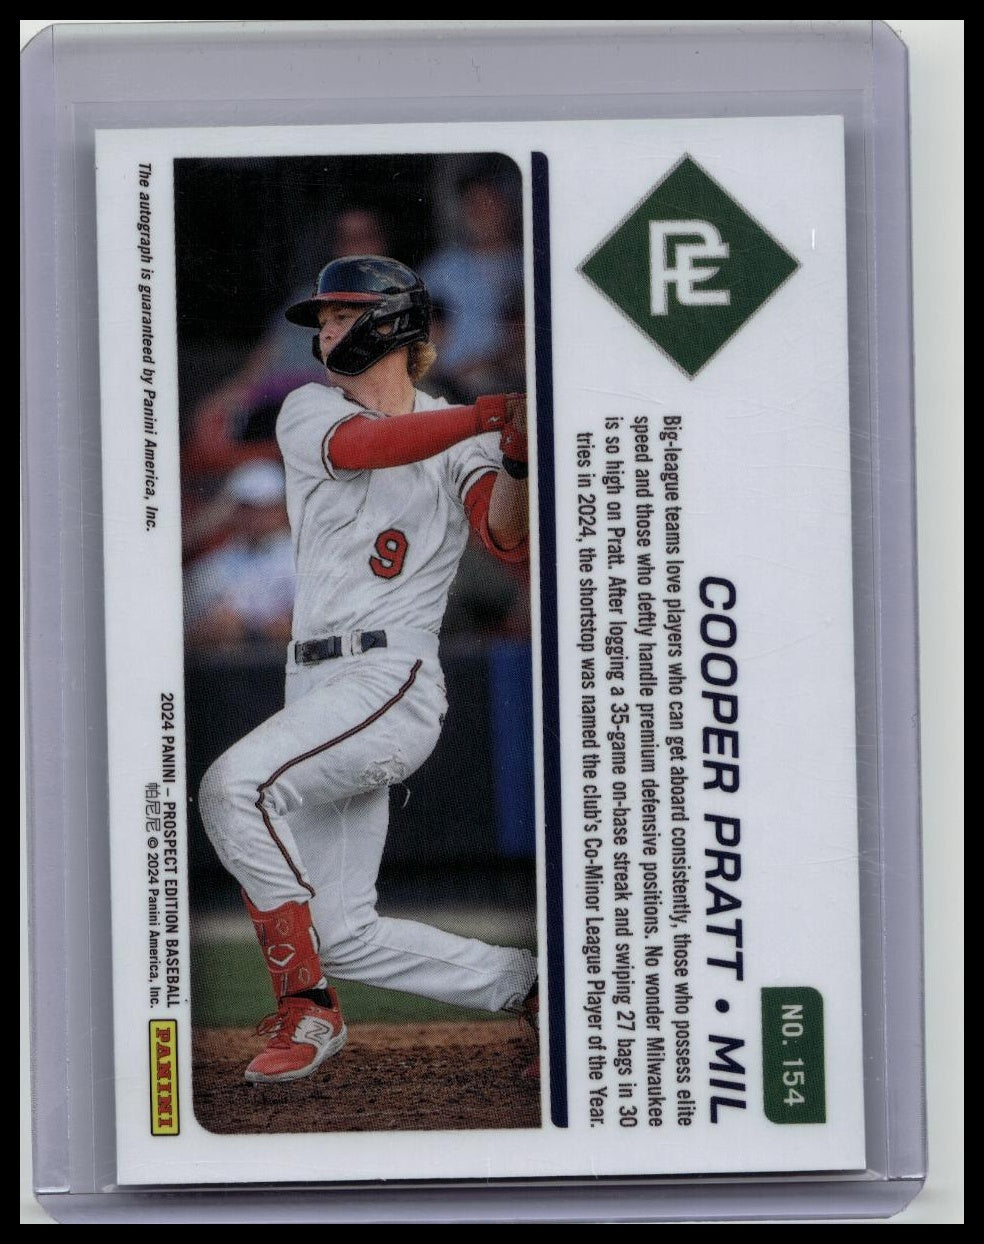 NO. 154
COOPER PRATT • MIL
Big-league teams love players who can get aboard consistently, those who possess elite
speed and those who deftly handle premium defensive positions. No wonder Milwaukee
is so high on Pratt. After logging a 35-game on-base streak and swiping 27 bags in 30
tries in 2024, the shortstop was named the club's Co-Minor League Player of the Year.
9
The autograph is guaranteed by Panini America, Inc.
2024 PANINI – PROSPECT EDITION BASEBALL
帕尼尼 © 2024 Panini America, Inc.
PANINI